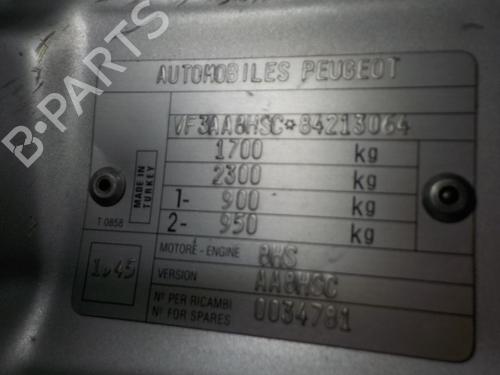 AUTOMOBILES PEUGEOT
VF3AA8HSC*84213064
1700 kg
2300 kg
1- 900 kg
2- 950 kg
MADE IN
TURKEY
T 0858
MOTORE - ENGINE 8HS
VERSION AA8HSC
1,45
Nº PER RICAMBI
Nº FOR SPARES 0034781
B-PARTS